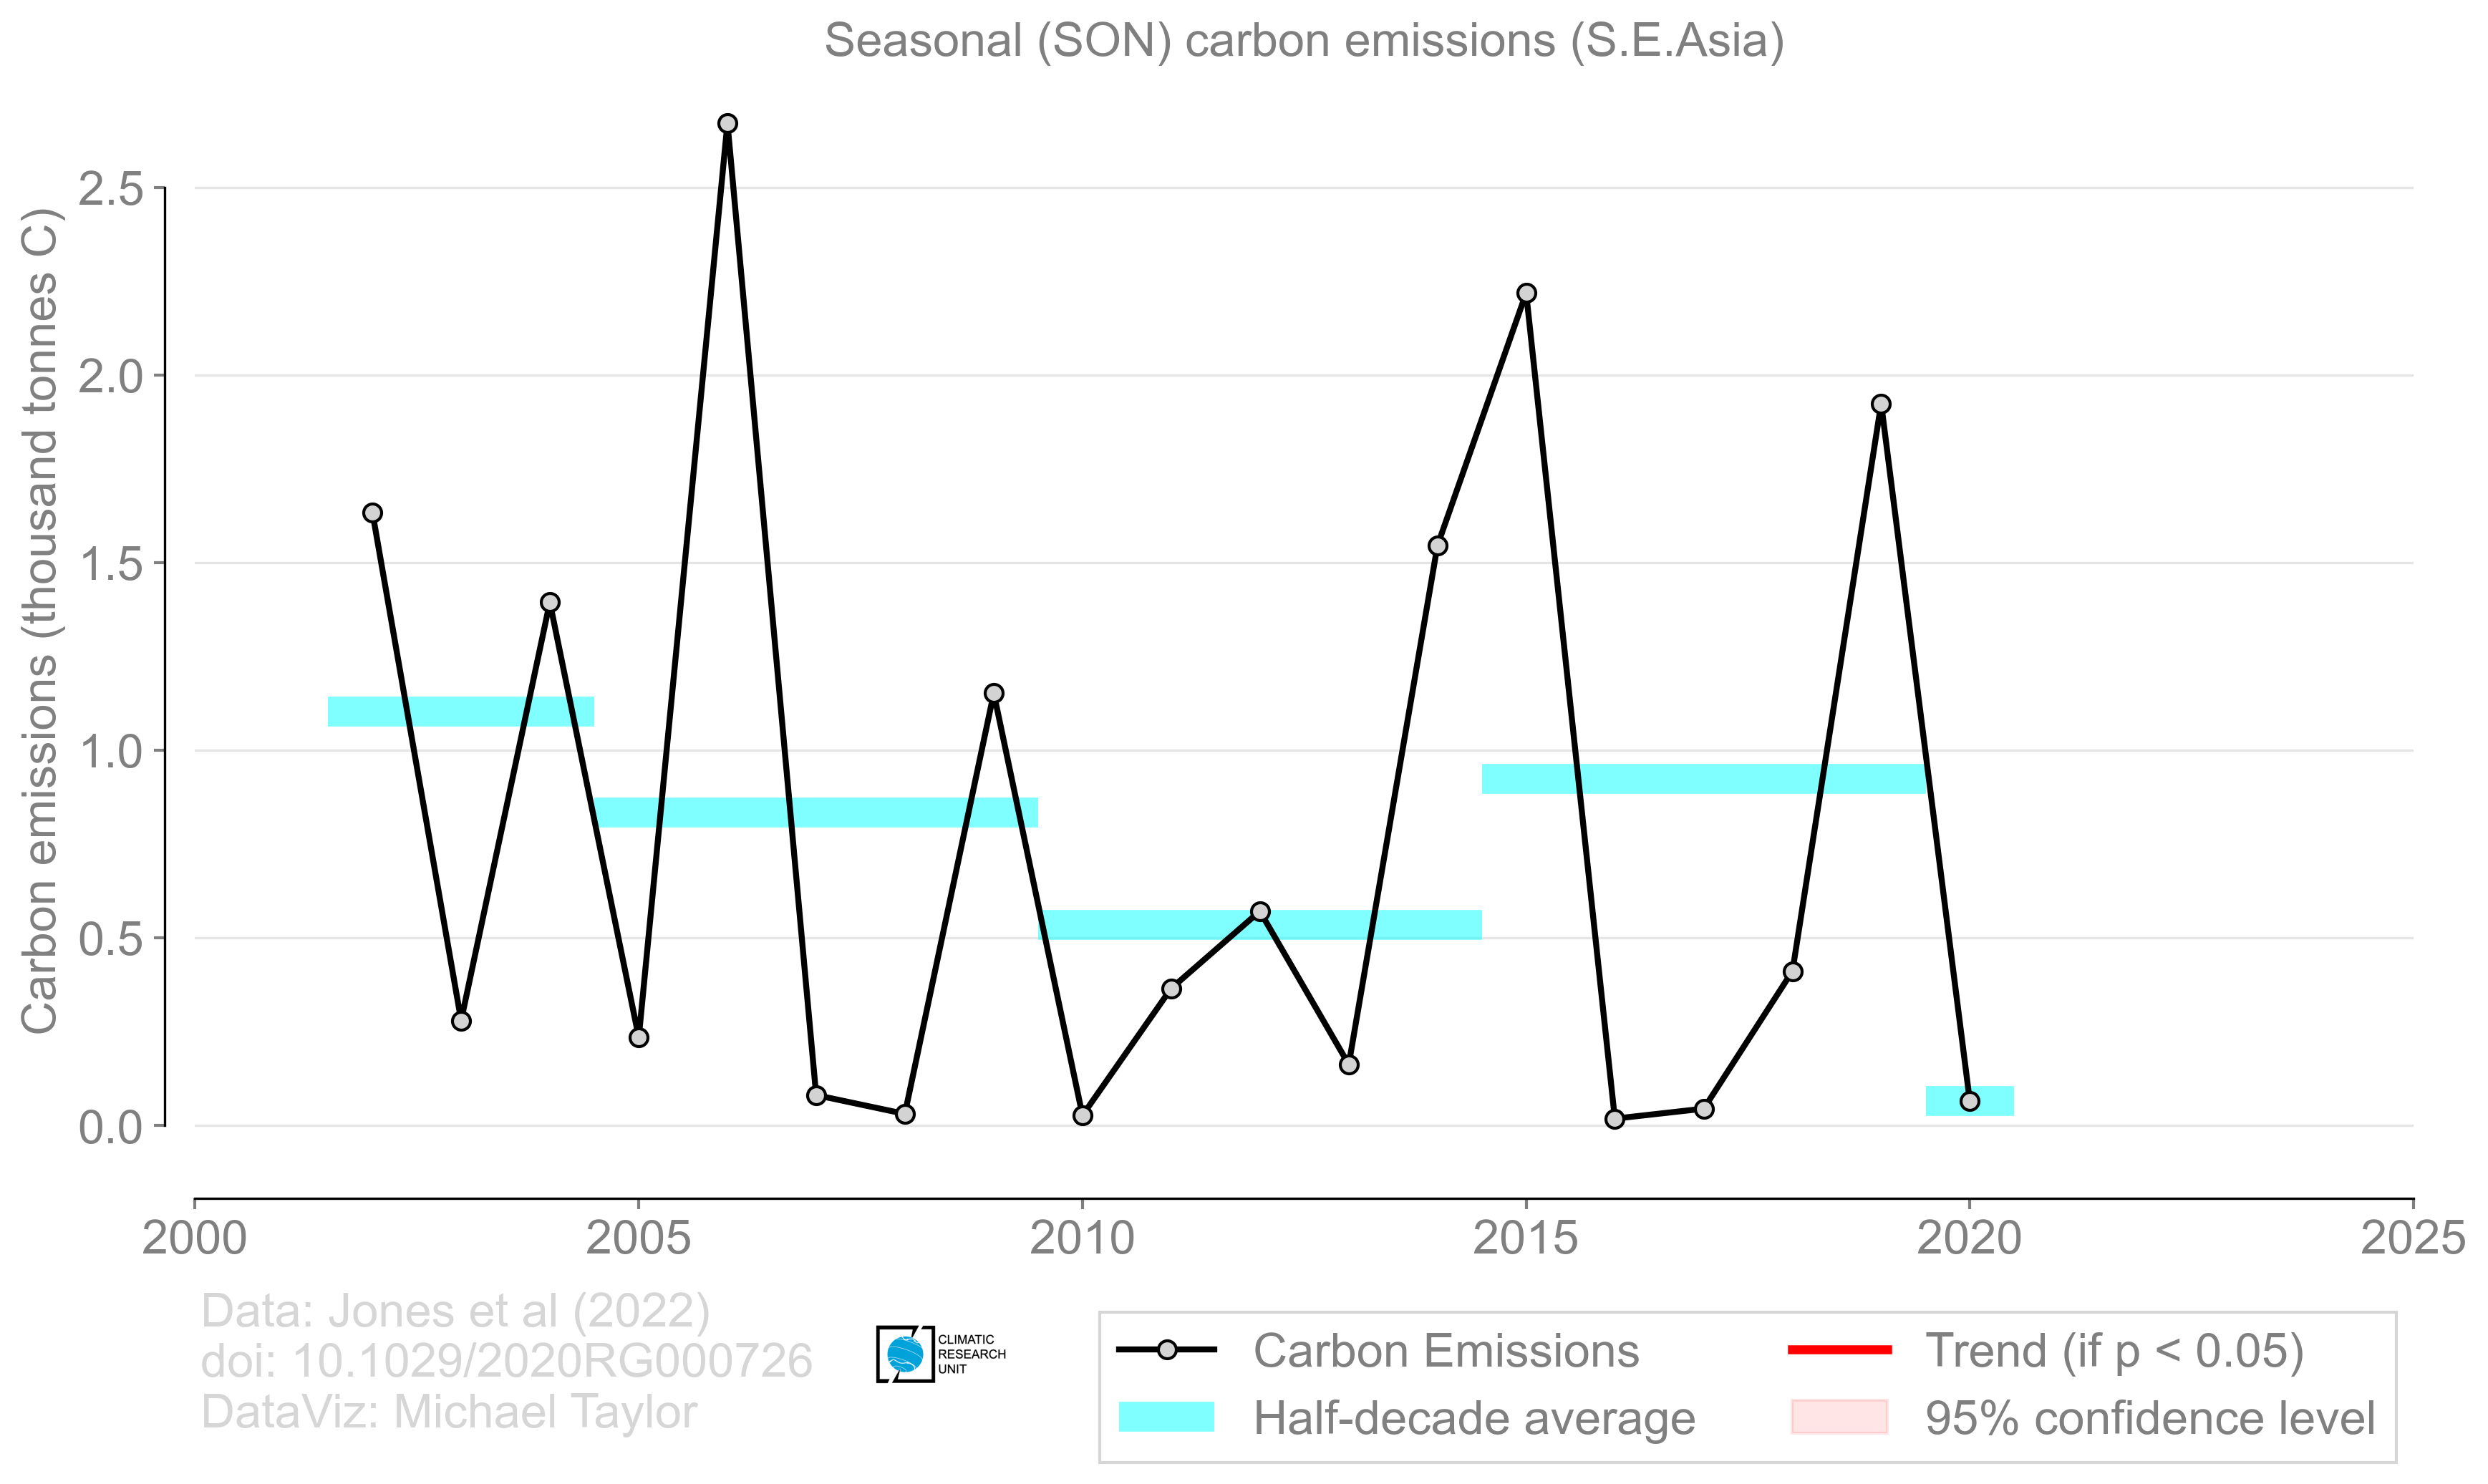 Seasonal (SON) carbon emissions (S.E.Asia)
Carbon emissions (thousand tonnes C)
2.5
2.0
1.5
1.0
0.5
0.0
2000
2005
2010
2015
2020
2025
Data: Jones et al (2022)
doi: 10.1029/2020RG000726
DataViz: Michael Taylor
CLIMATIC
RESEARCH
UNIT
Carbon Emissions
Half-decade average
Trend (if p < 0.05)
95% confidence level